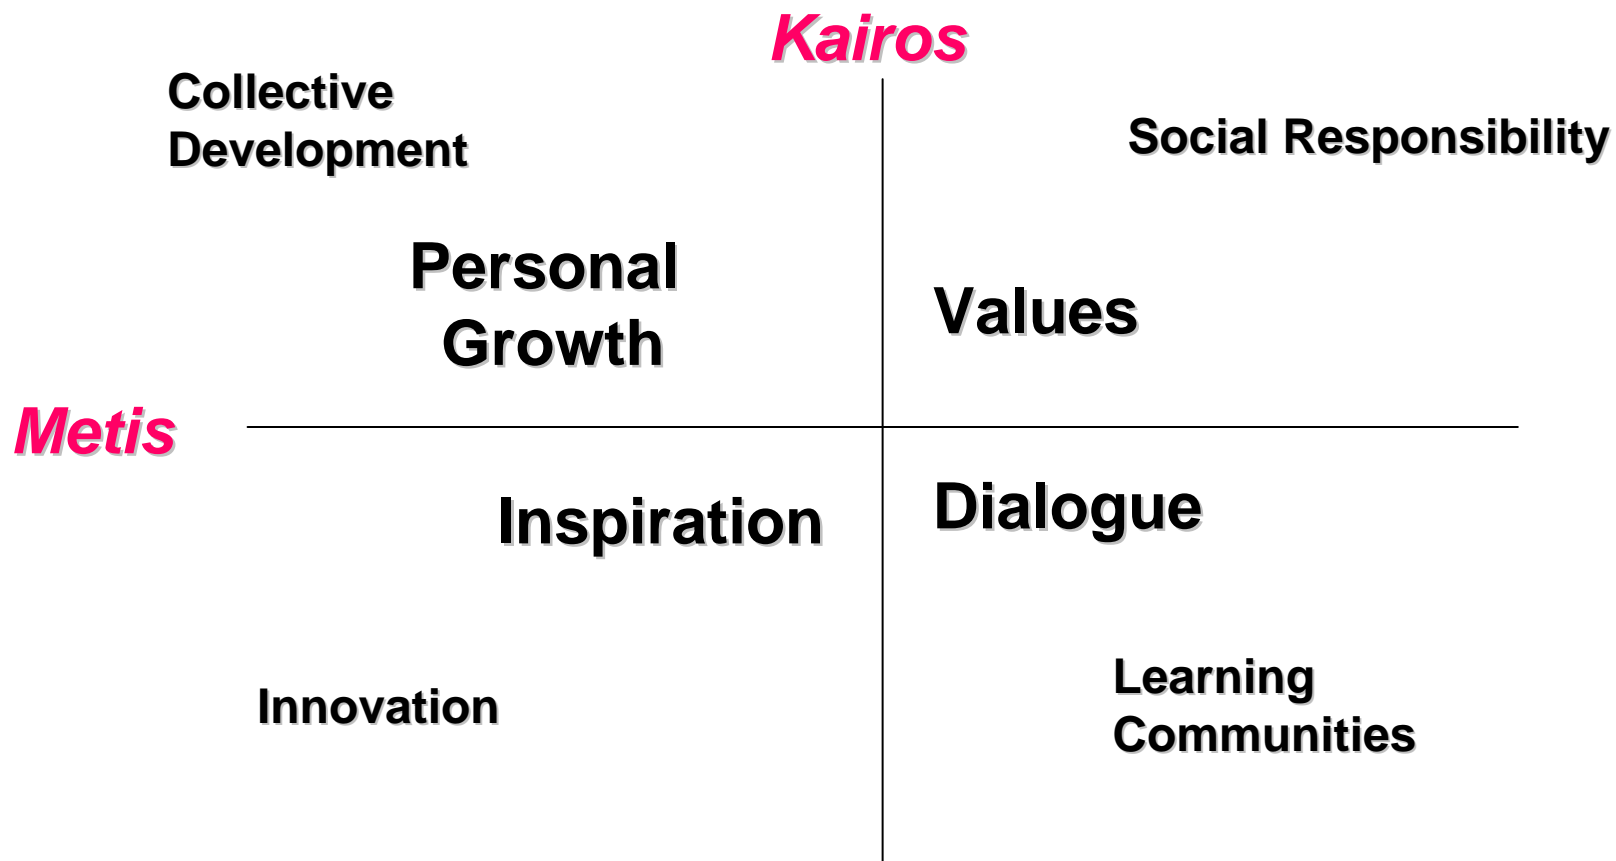 Kairos
Collective
Development
Social Responsibility
Personal
Growth
Values
Metis
Inspiration
Dialogue
Innovation
Learning
Communities